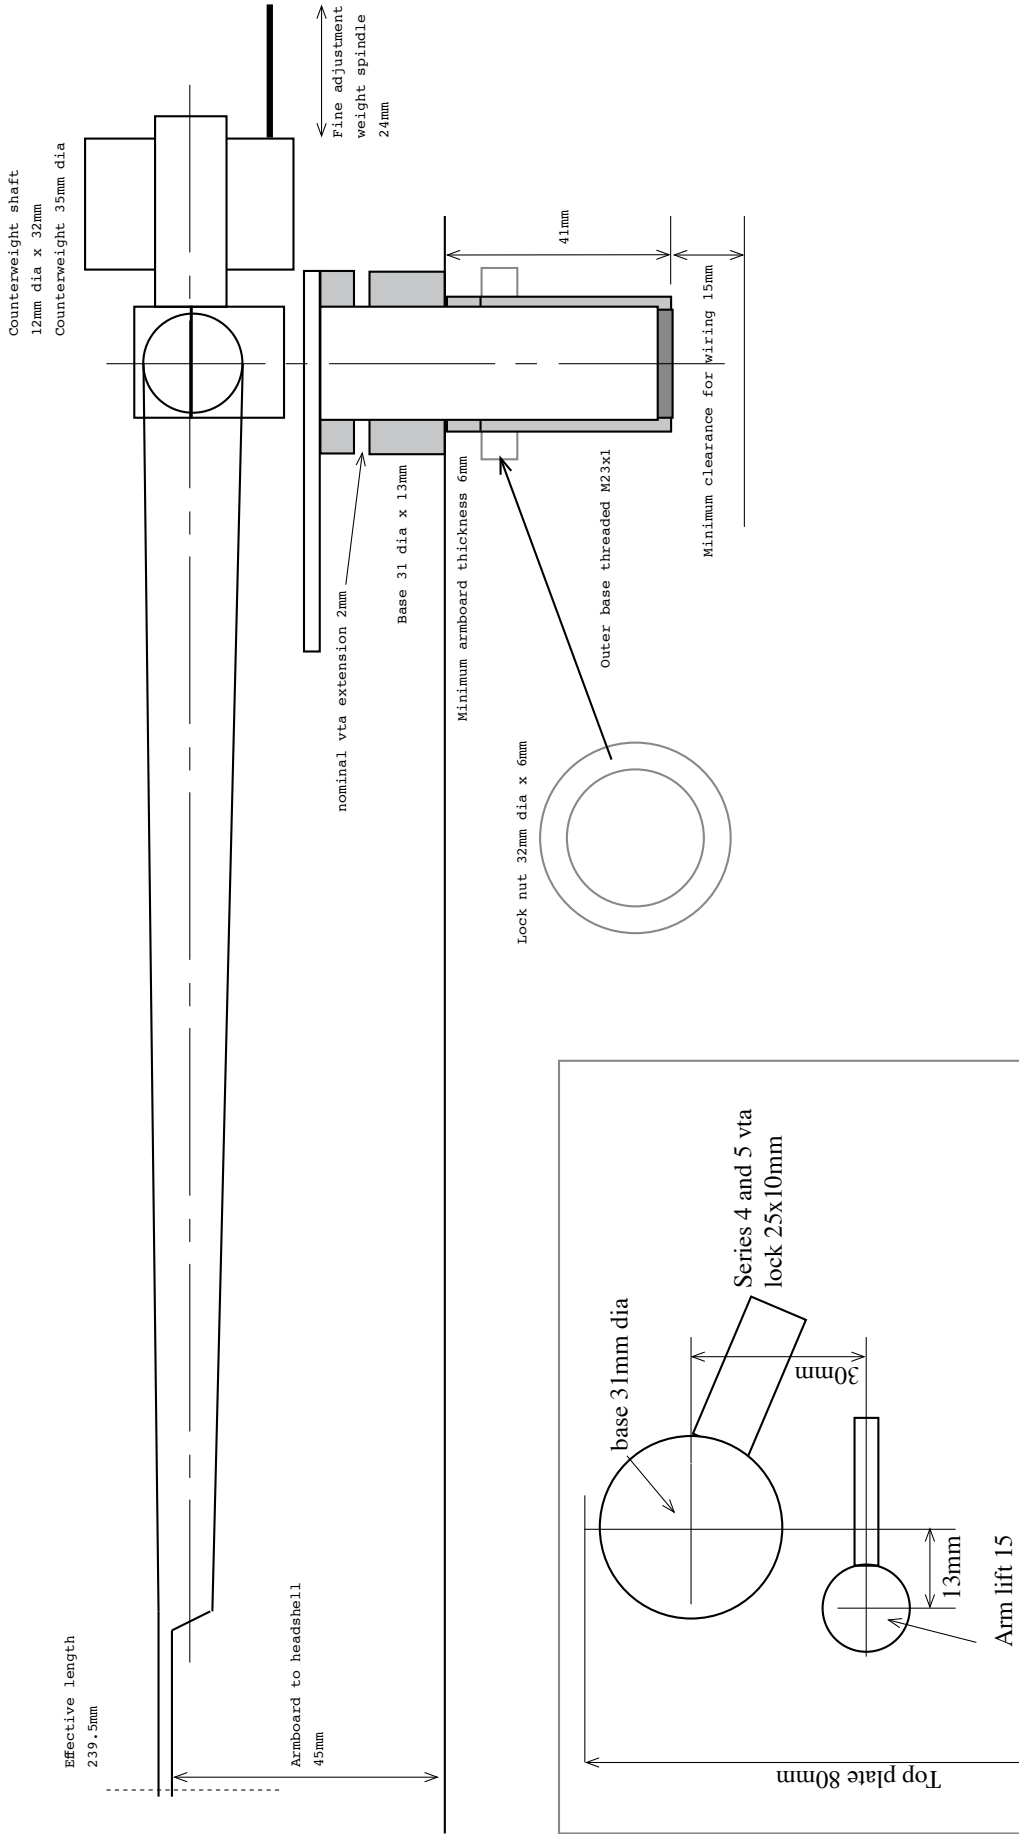 Counterweight shaft
12mm dia x 32mm
Counterweight 35mm dia
Fine adjustment
weight spindle
24mm
41mm
Minimum clearance for wiring 15mm
nominal vta extension 2mm
Base 31 dia x 13mm
Minimum armboard thickness 6mm
Outer base threaded M23x1
Lock nut 32mm dia x 6mm
Effective length
239.5mm
Armboard to headshell
45mm
base 31mm dia
Series 4 and 5 vta
lock 25x10mm
30mm
13mm
Arm lift 15
Top plate 80mm